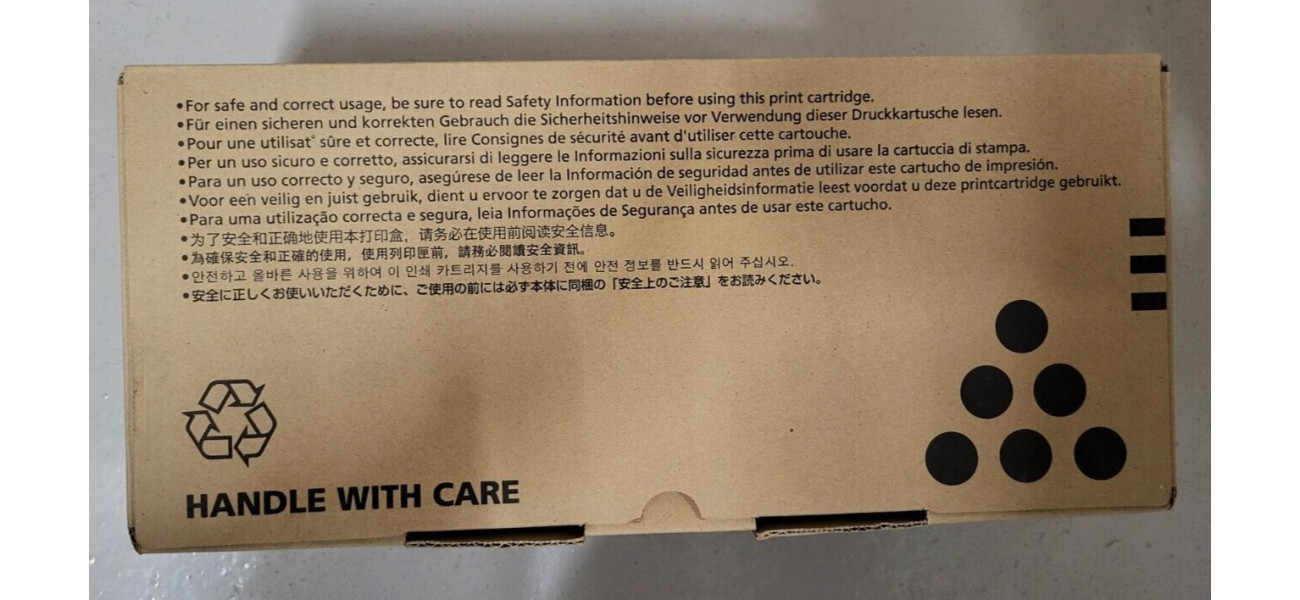 •For safe and correct usage, be sure to read Safety Information before using this print cartridge.
•Für einen sicheren und korrekten Gebrauch die Sicherheitshinweise vor Verwendung dieser Druckkartusche lesen.
•Pour une sûre et correcte, lire Consignes de sécurité avant d'utiliser cette cartouche.
•Per un uso sicuro e corretto, assicurarsi di leggere le Informazioni sulla sicurezza prima di usare la cartuccia di stampa.
•Para un uso correcto y seguro, asegúrese de leer la Información de seguridad antes de utilizar este cartucho de impresión.
•Voor een veilig en juist gebruik, dient u ervoor te zorgen dat u de Veiligheidsinformatie leest voordat u deze printcartridge gebruikt.
•Para uma utilização correcta e segura, leia Informações de Segurança antes de usar este cartucho.
•为了安全和正确地使用本打印盒，请务必在使用前阅读安全信息。
•為確保安全和正確的使用，使用列印匣前，請務必閱讀安全資訊。
•안전하고 올바른 사용을 위하여 이 인쇄 카트리지를 사용하기 전에 안전 정보를 반드시 읽어 주십시오.
•安全に正しくお使いいただくために、ご使用の前には必ず本体に同梱の「安全上のご注意」をお読みください。
HANDLE WITH CARE